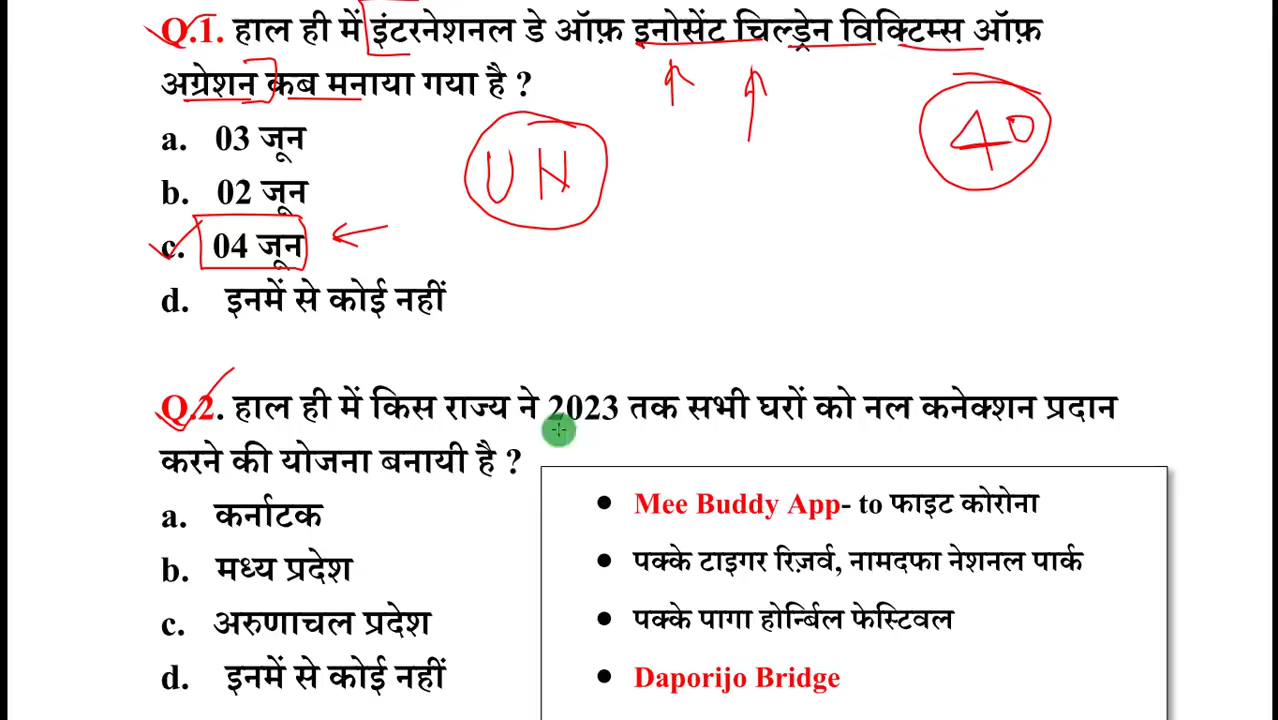 Q.1. हाल ही में इंटरनेशनल डे ऑफ़ इनोसेंट चिल्ड्रेन विक्टिम्स ऑफ़
अग्रेशन कब मनाया गया है ?
a. 03 जून
b. 02 जून
UN
40
c. 04 जून
d. इनमें से कोई नहीं
Q.2. हाल ही में किस राज्य ने 2023 तक सभी घरों को नल कनेक्शन प्रदान
करने की योजना बनायी है ?
a. कर्नाटक
b. मध्य प्रदेश
c. अरुणाचल प्रदेश
d. इनमें से कोई नहीं
• Mee Buddy App- to फाइट कोरोना
• पक्के टाइगर रिज़र्व, नामदफा नेशनल पार्क
• पक्के पागा होर्न्बिल फेस्टिवल
• Daporijo Bridge